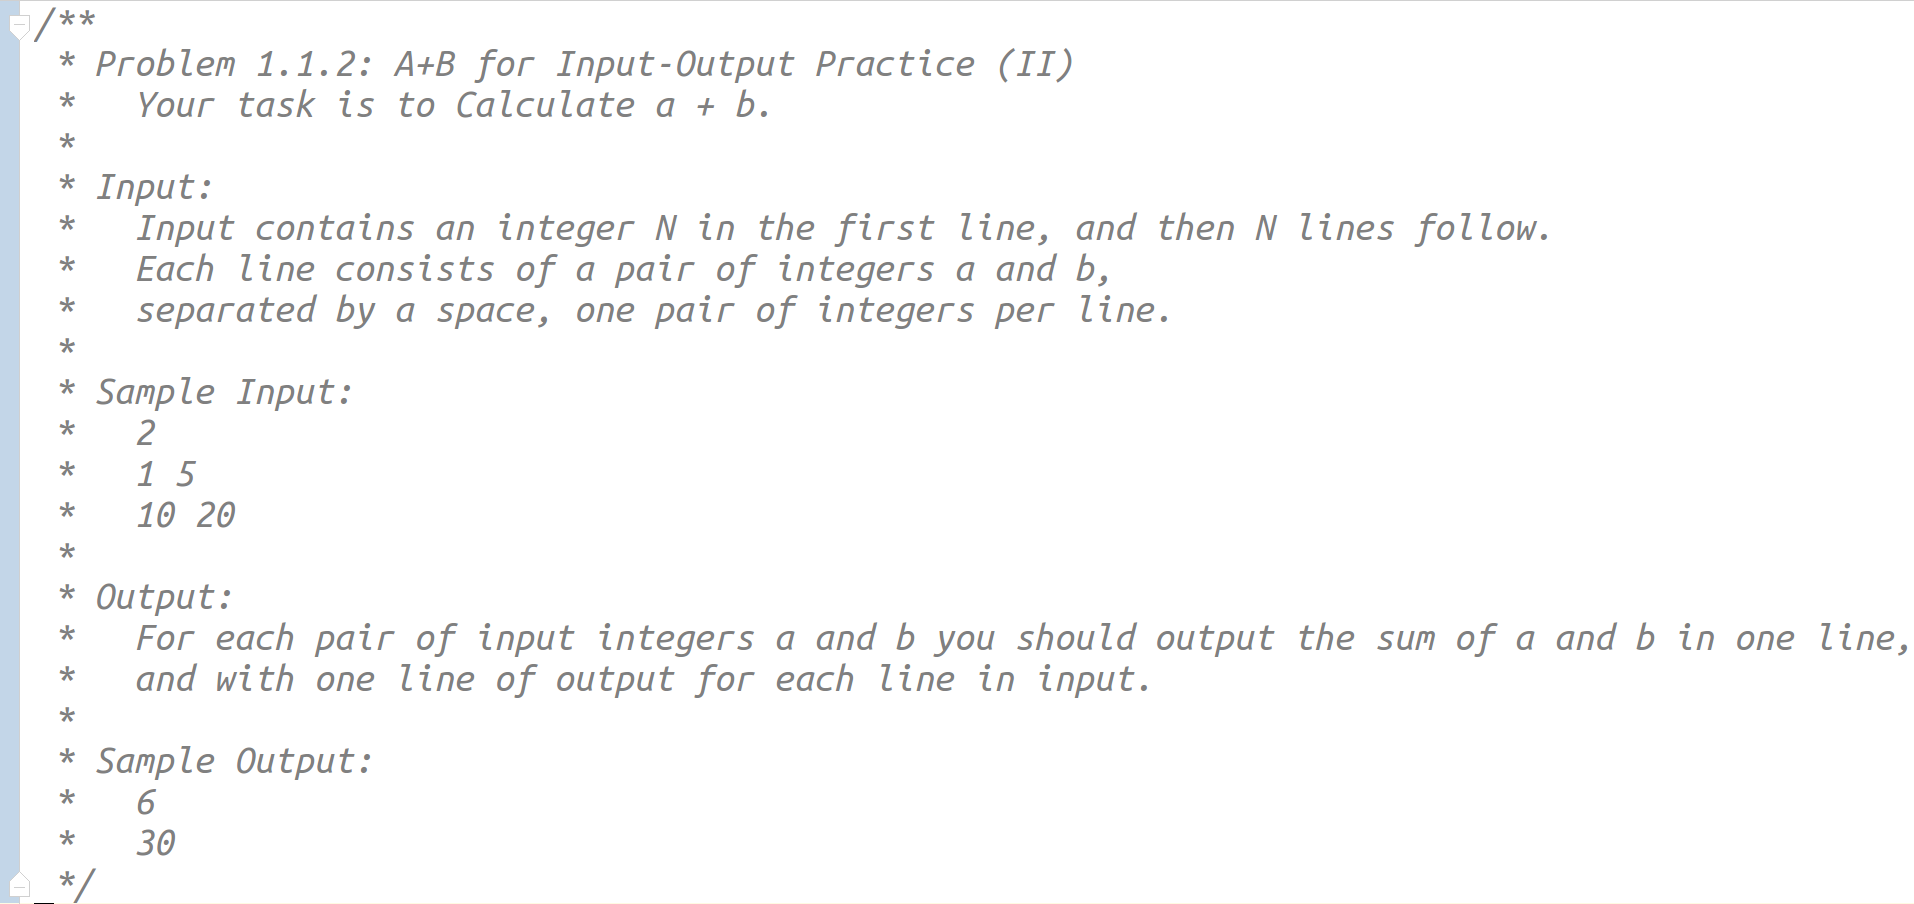 /**
 * Problem 1.1.2: A+B for Input-Output Practice (II)
 *   Your task is to Calculate a + b.
 *
 * Input:
 *   Input contains an integer N in the first line, and then N lines follow.
 *   Each line consists of a pair of integers a and b,
 *   separated by a space, one pair of integers per line.
 *
 * Sample Input:
 *   2
 *   1 5
 *   10 20
 *
 * Output:
 *   For each pair of input integers a and b you should output the sum of a and b in one line,
 *   and with one line of output for each line in input.
 *
 * Sample Output:
 *   6
 *   30
 */